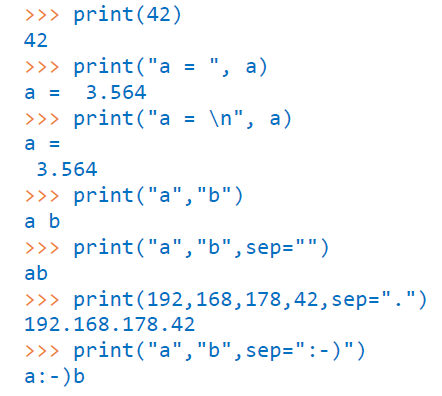 >>> print(42)
42
>>> print("a = ", a)
a =  3.564
>>> print("a = \n", a)
a =
 3.564
>>> print("a","b")
a b
>>> print("a","b",sep="")
ab
>>> print(192,168,178,42,sep=".")
192.168.178.42
>>> print("a","b",sep=":-)")
a:-)b